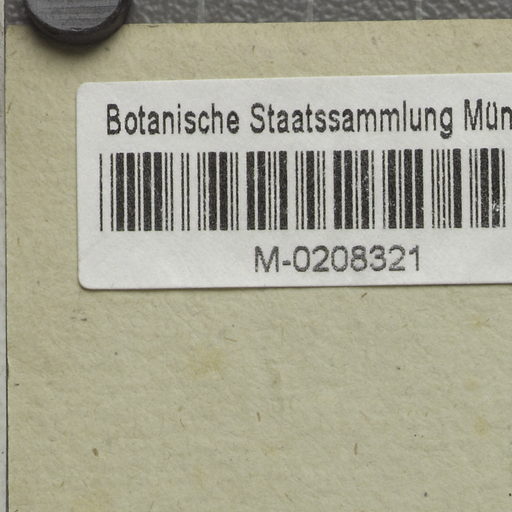 Botanische Staatssammlung Mün
M-0208321